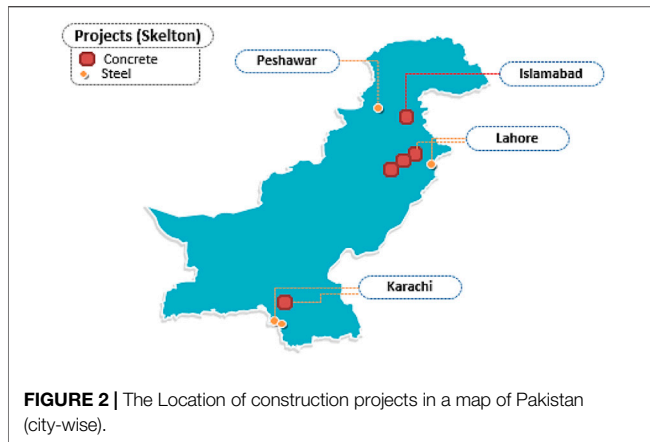 Projects (Skelton)
Concrete
Steel
Peshawar
Islamabad
Lahore
Karachi
FIGURE 2 | The Location of construction projects in a map of Pakistan
(city-wise).